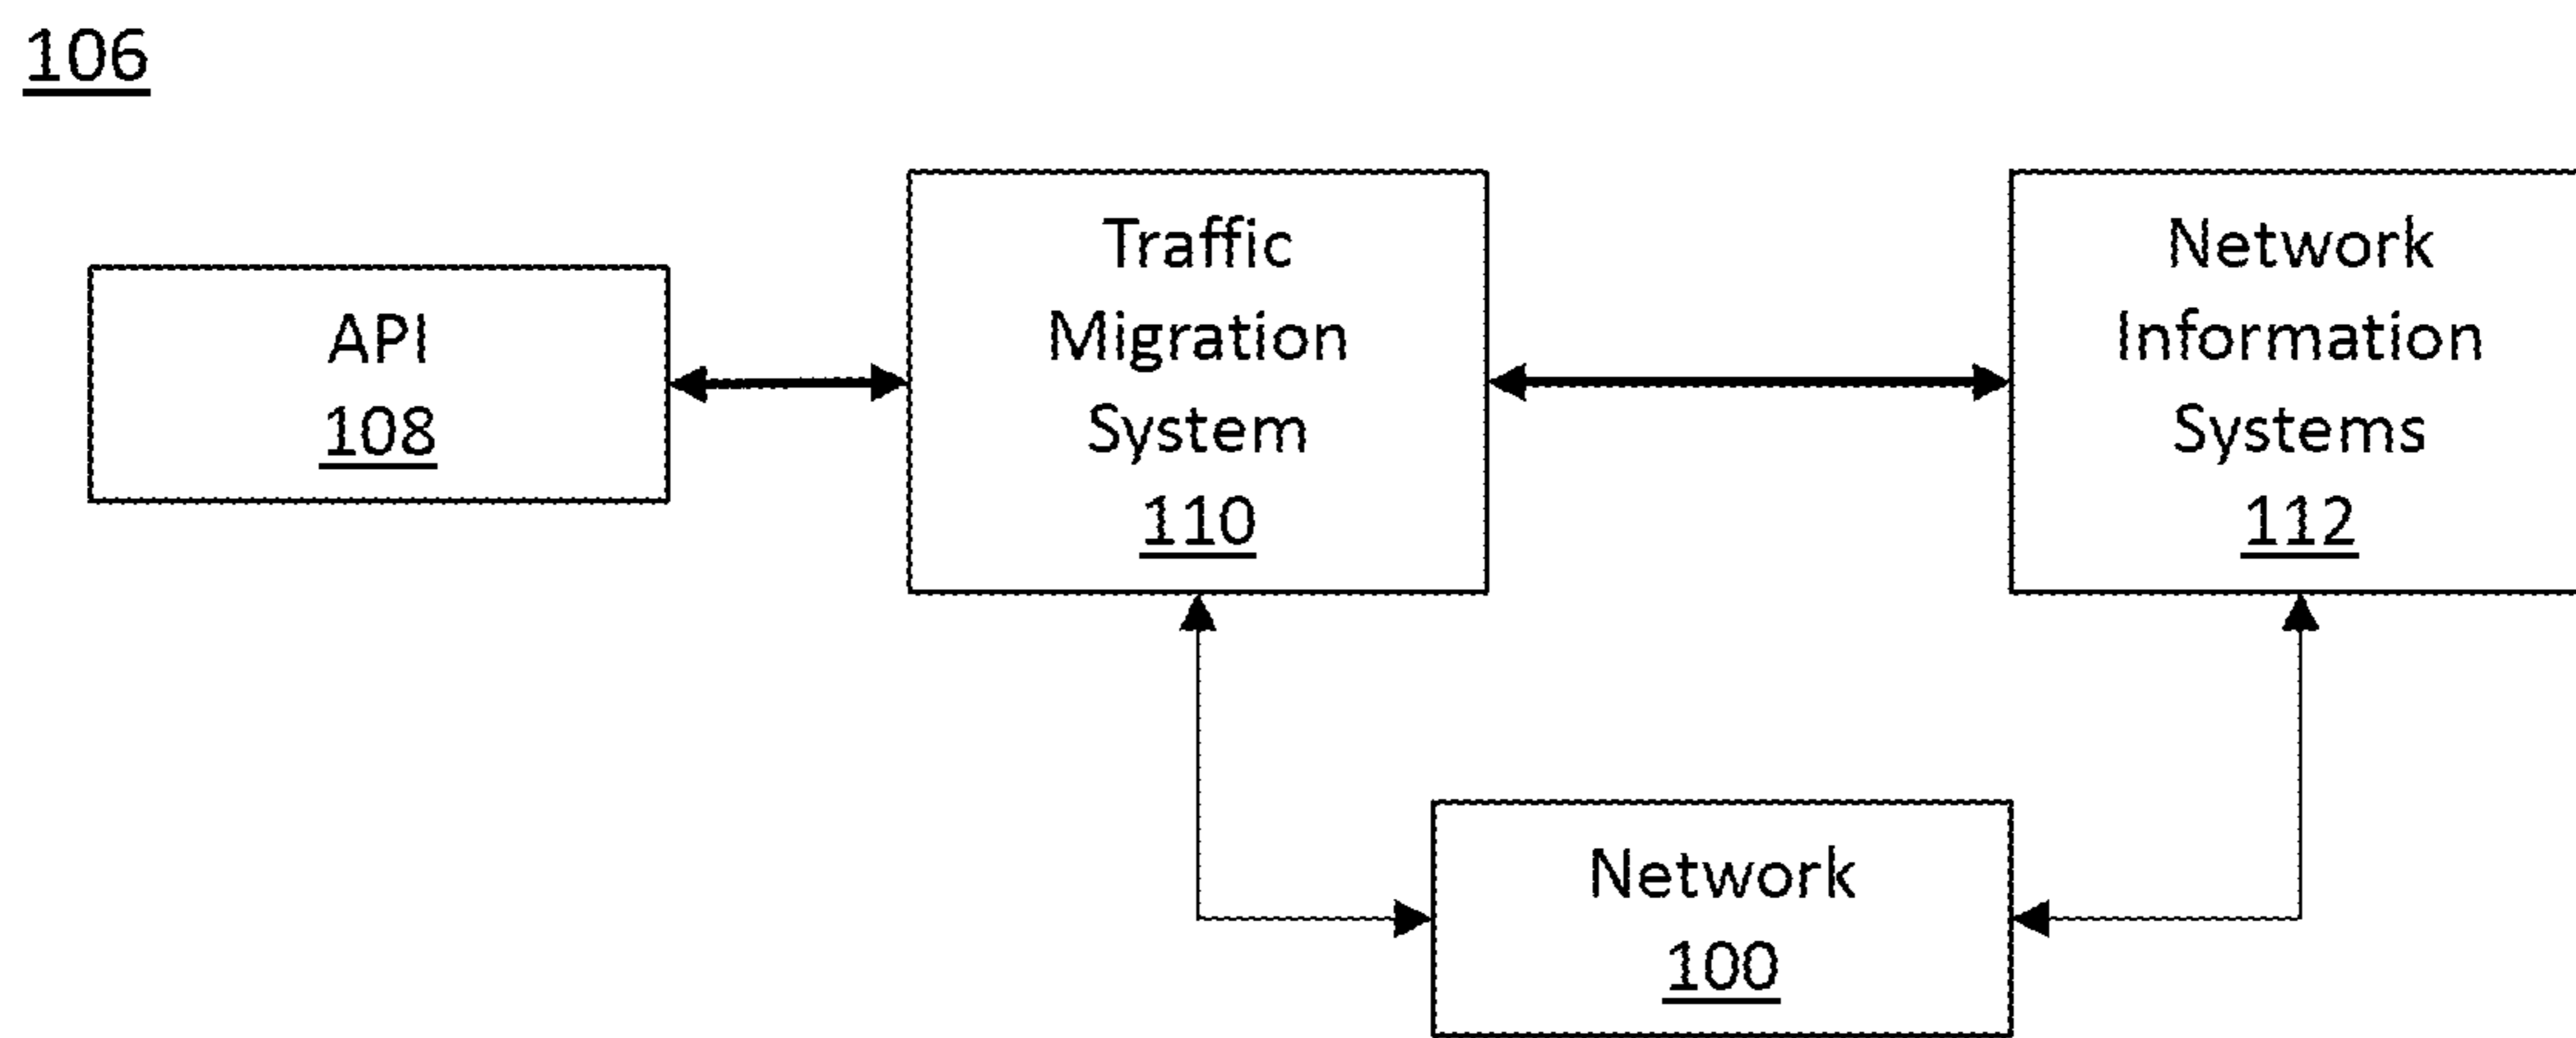 106
API
108
Traffic
Migration
System
110
Network
Information
Systems
112
Network
100